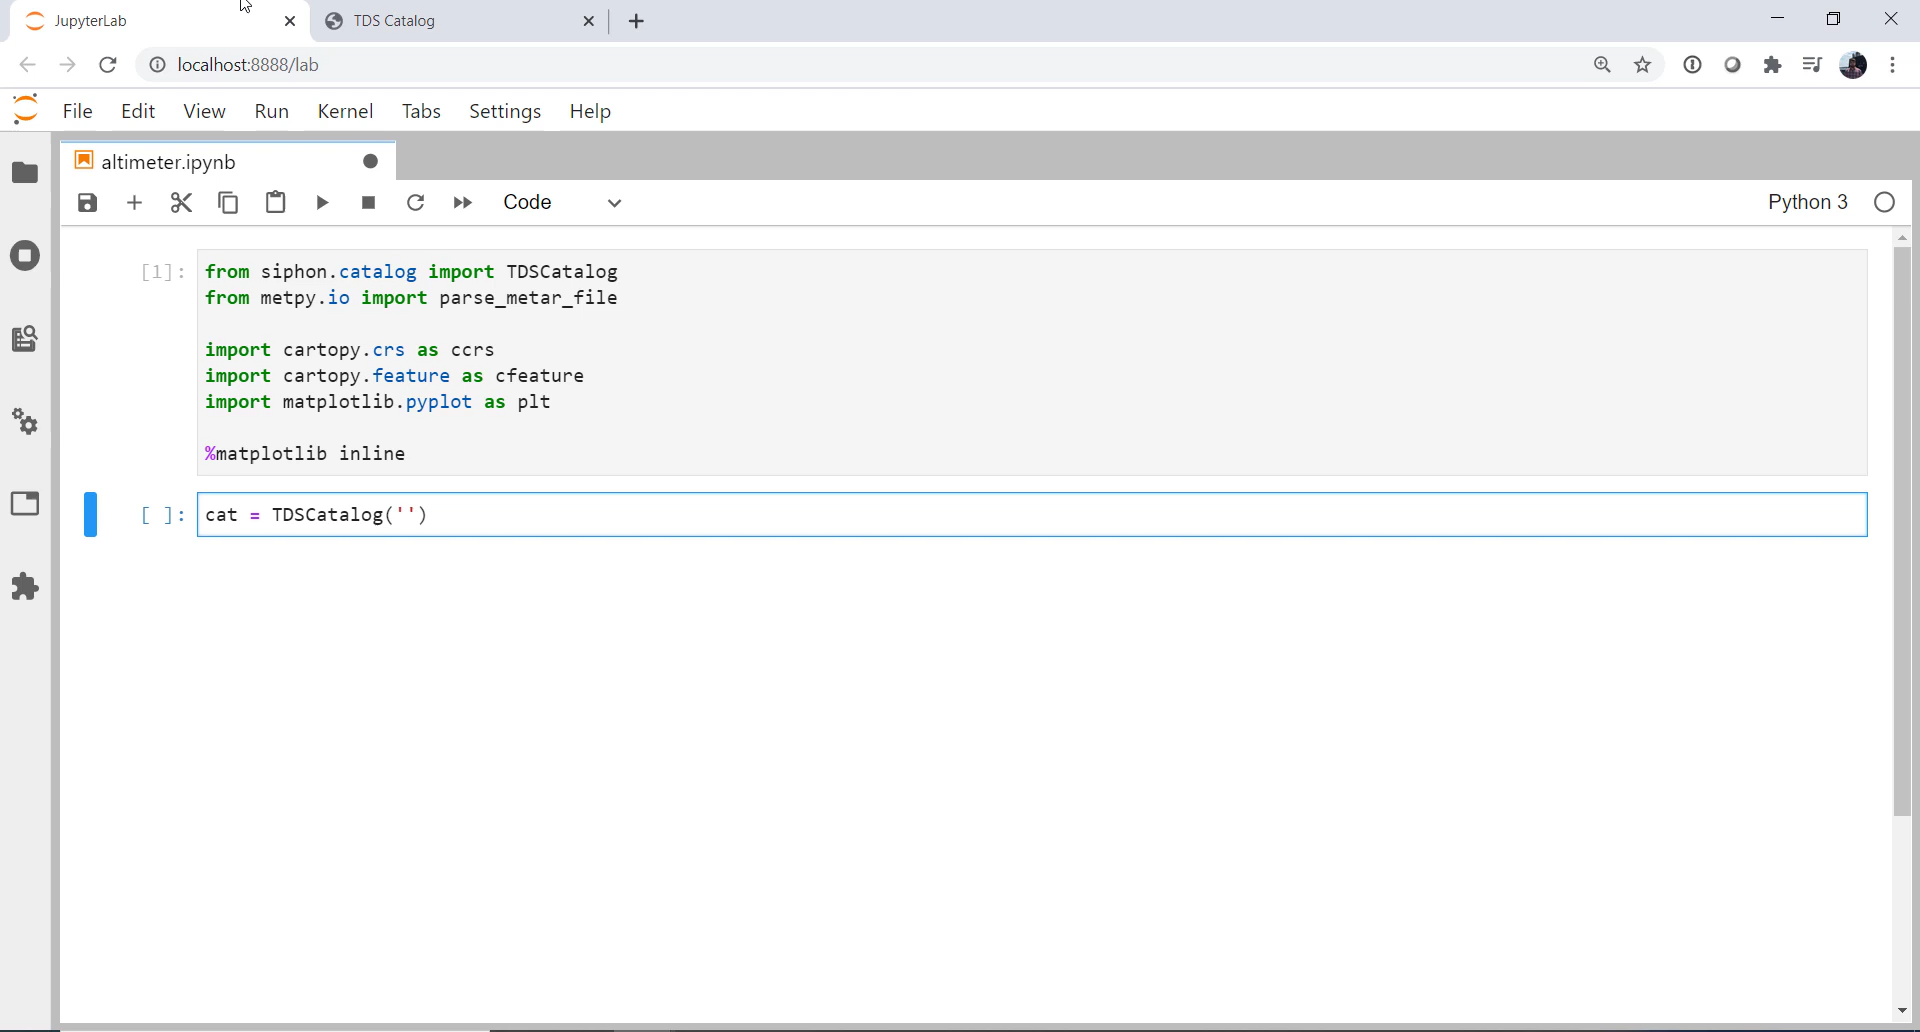 JupyterLab
TDS Catalog
localhost:8888/lab
File Edit View Run Kernel Tabs Settings Help
altimeter.ipynb
Code
Python 3
[1]:
from siphon.catalog import TDSCatalog
from metpy.io import parse_metar_file
import cartopy.crs as ccrs
import cartopy.feature as cfeature
import matplotlib.pyplot as plt
%matplotlib inline
[ ]:
cat = TDSCatalog('')